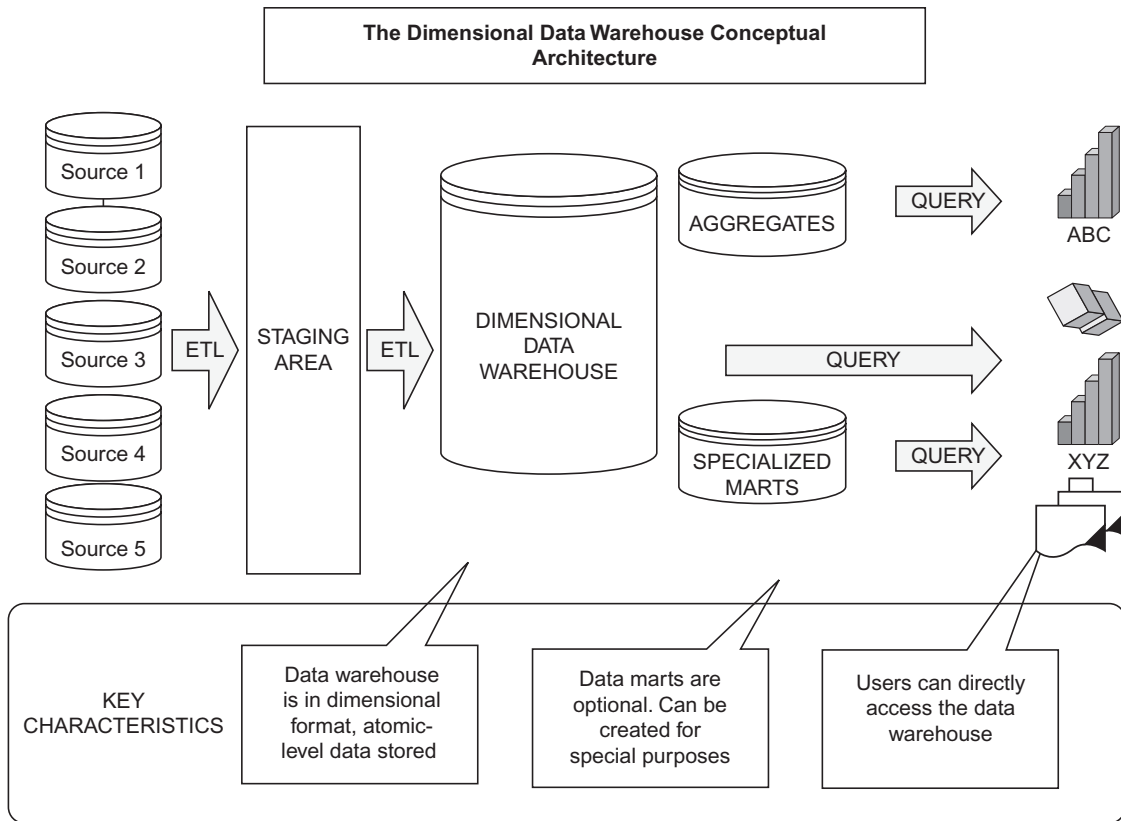 The Dimensional Data Warehouse Conceptual
Architecture
Source 1
Source 2
Source 3
Source 4
Source 5
ETL
STAGING
AREA
ETL
DIMENSIONAL
DATA
WAREHOUSE
AGGREGATES
QUERY
ABC
QUERY
SPECIALIZED
MARTS
QUERY
XYZ
KEY
CHARACTERISTICS
Data warehouse
is in dimensional
format, atomic-
level data stored
Data marts are
optional. Can be
created for
special purposes
Users can directly
access the data
warehouse